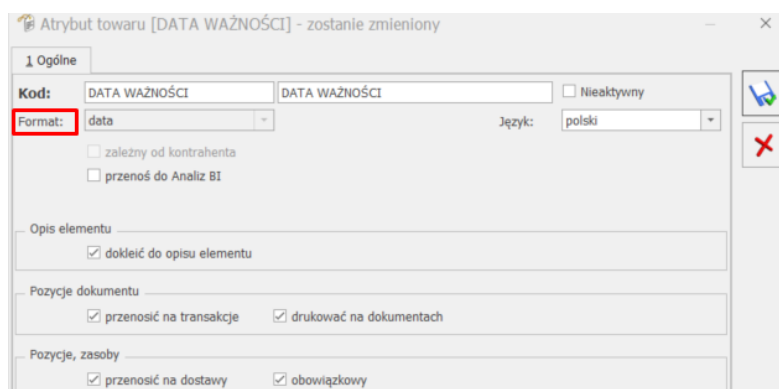 Atrybut towaru [DATA WAŻNOŚCI] - zostanie zmieniony
1 Ogólne
Kod: DATA WAŻNOŚCI DATA WAŻNOŚCI Nieaktywny
Format: data Język: polski
zależny od kontrahenta
przenoś do Analiz BI
Opis elementu
dokleić do opisu elementu
Pozycje dokumentu
przenosić na transakcje drukować na dokumentach
Pozycje, zasoby
przenosić na dostawy obowiązkowy